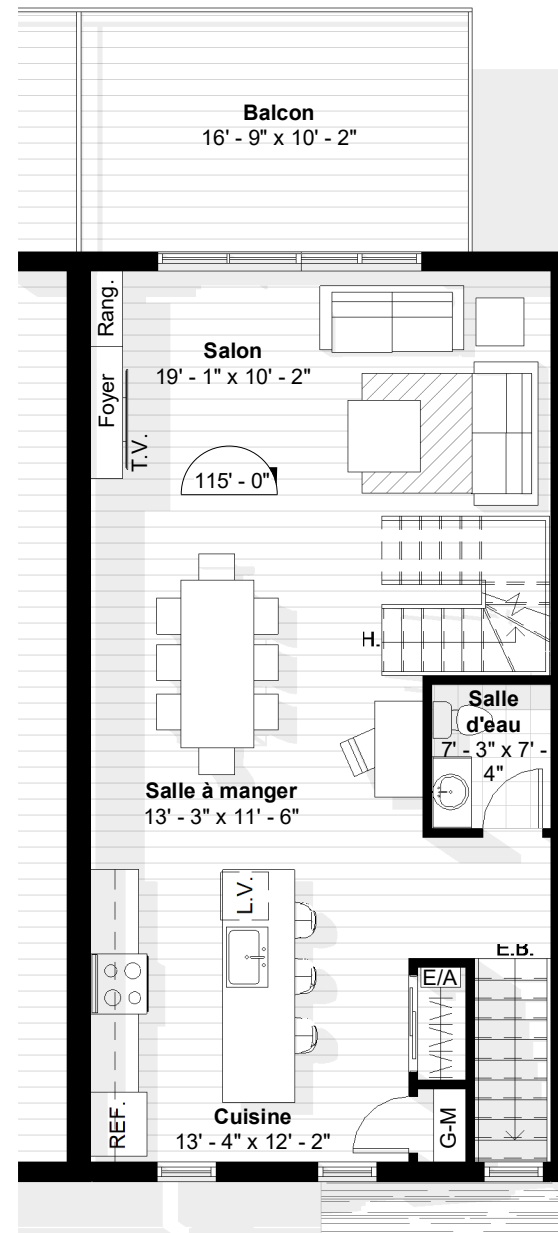 Balcon
16' - 9" x 10' - 2"
Rang.
Salon
19' - 1" x 10' - 2"
Foyer
T.V.
115' - 0"
H.
Salle
d'eau
7' - 3" x 7' -
4"
Salle à manger
13' - 3" x 11' - 6"
L.V.
E.B.
E/A
REF.
Cuisine
13' - 4" x 12' - 2"
G-M